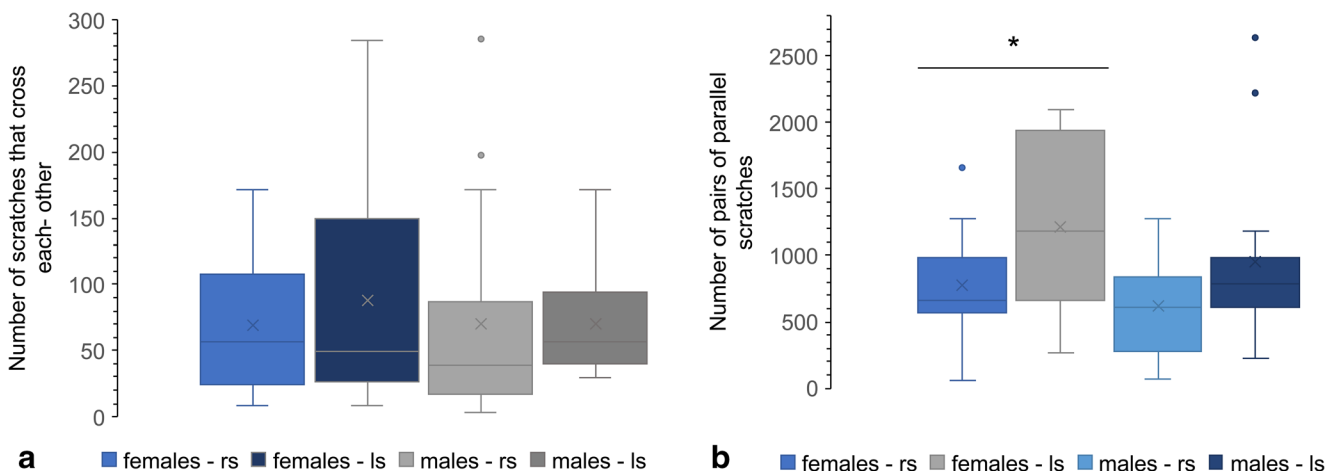 300
250
200
150
100
50
0
Number of scratches that cross
each- other
a
females - rs females - ls males - rs males - ls
2500
2000
1500
1000
500
0
Number of pairs of parallel
scratches
*
b
females - rs females - ls males - rs males - ls